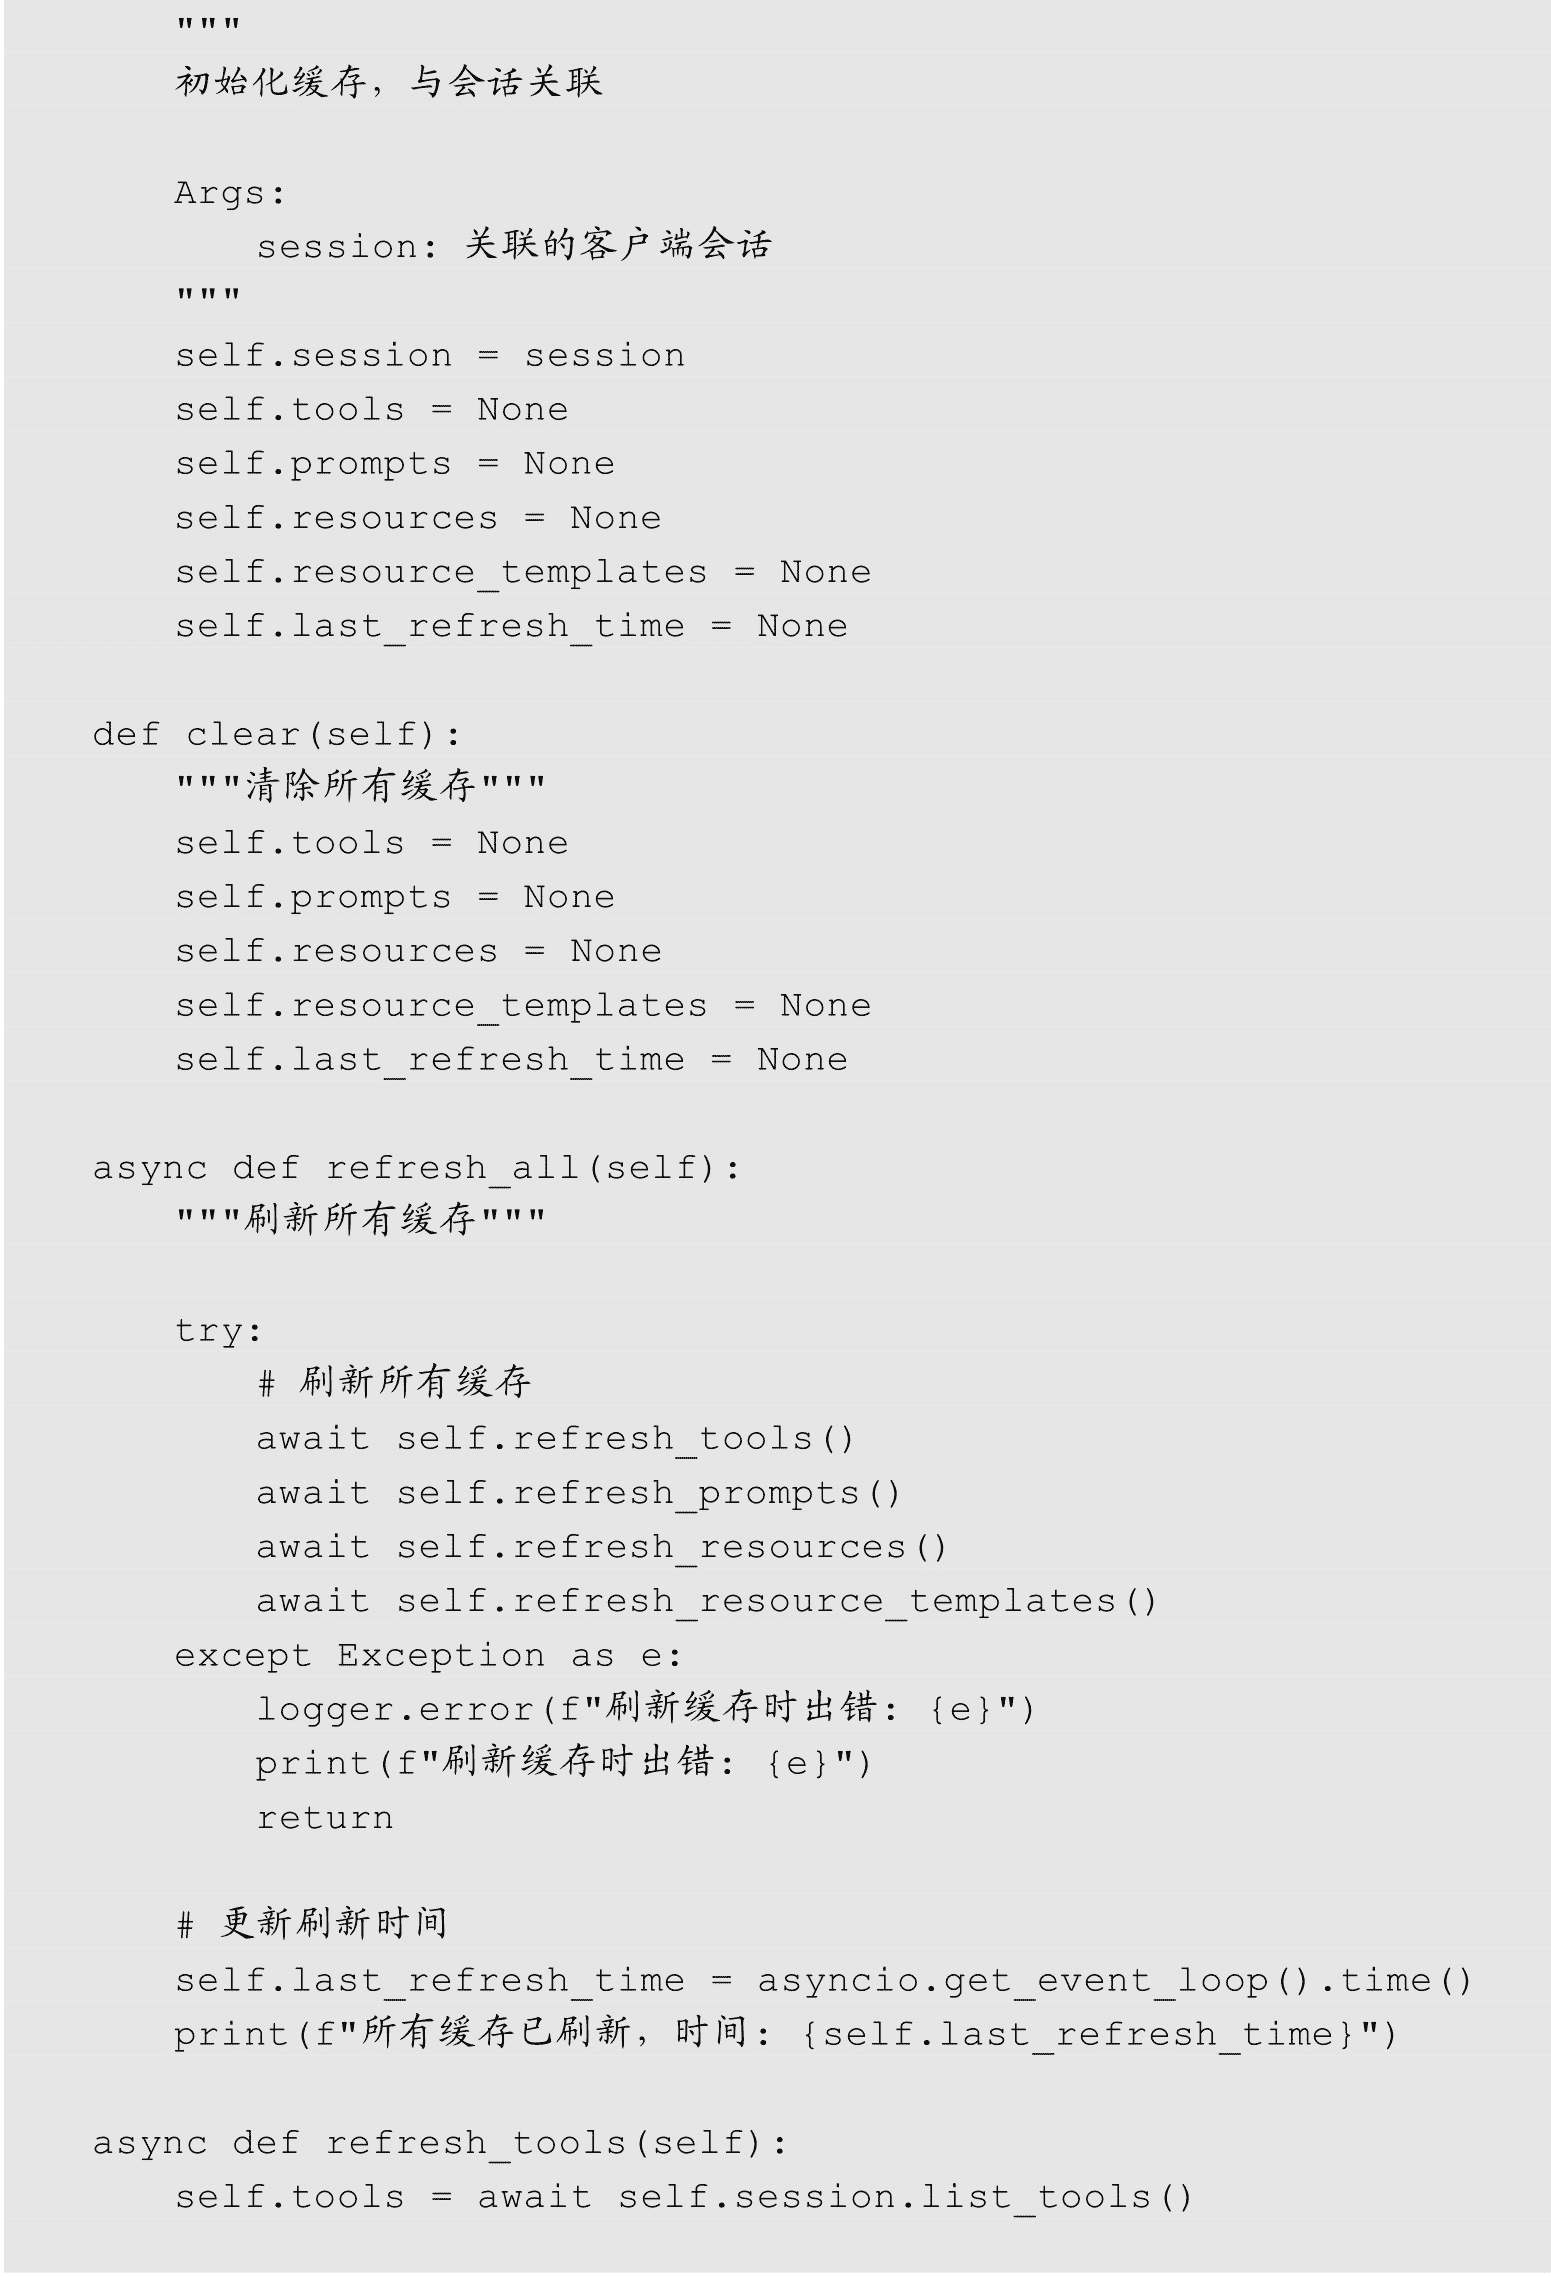 """
初始化缓存，与会话关联
Args:
session: 关联的客户端会话
"""
self.session = session
self.tools = None
self.prompts = None
self.resources = None
self.resource_templates = None
self.last_refresh_time = None
def clear(self):
"""清除所有缓存"""
self.tools = None
self.prompts = None
self.resources = None
self.resource_templates = None
self.last_refresh_time = None
async def refresh_all(self):
"""刷新所有缓存"""
try:
# 刷新所有缓存
await self.refresh_tools()
await self.refresh_prompts()
await self.refresh_resources()
await self.refresh_resource_templates()
except Exception as e:
logger.error(f"刷新缓存时出错: {e}")
print(f"刷新缓存时出错: {e}")
return
# 更新刷新时间
self.last_refresh_time = asyncio.get_event_loop().time()
print(f"所有缓存已刷新，时间: {self.last_refresh_time}")
async def refresh_tools(self):
self.tools = await self.session.list_tools()